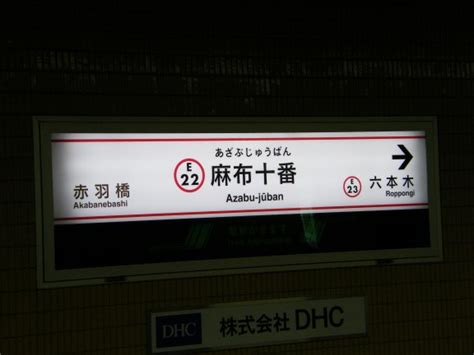 あざぶじゅうばん
赤羽橋
Akabanebashi
E
22
麻布十番
Azabu-jūban
E
23
六本木
Roppongi
DHC
株式会社 DHC